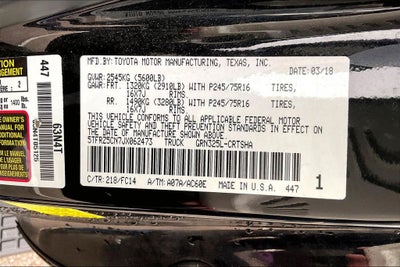 MFD.BY:TOYOTA MOTOR MANUFACTURING, TEXAS, INC.
GVWR:2545KG(5600LB) 03/18
GAWR:FRT. 1320KG(2910LB)WITH P245/75R16 TIRES,
16X7J RIMS,
RR. 1490KG(3280LB)WITH P245/75R16 TIRES,
16X7J RIMS.
THIS VEHICLE CONFORMS TO ALL APPLICABLE FEDERAL MOTOR
VEHICLE SAFETY AND THEFT PREVENTION STANDARDS IN EFFECT
ON THE DATE OF MANUFACTURE SHOWN ABOVE.
5TFRZ5CN7JX062473 TRUCK GRN325L-CRTSHA
C/TR:218/FC14 A/TM:A07A/AC60E MADE IN U.S.A. 447 1
447
63N4T
2